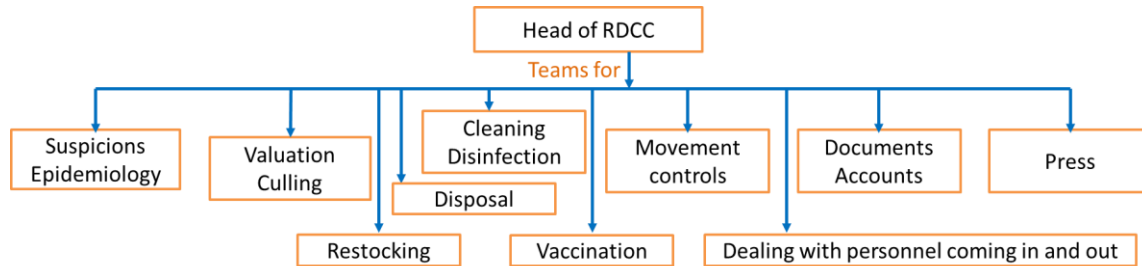 Head of RDCC
Teams for
Suspicions
Epidemiology
Valuation
Culling
Cleaning
Disinfection
Movement
controls
Documents
Accounts
Press
Disposal
Restocking
Vaccination
Dealing with personnel coming in and out